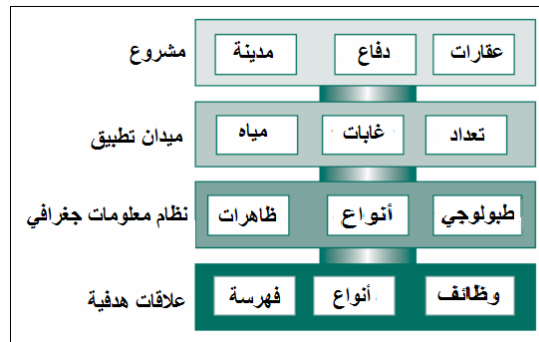 مشروع
عقارات دفاع مدينة
ميدان تطبيق
تعداد غابات مياه
نظام معلومات جغرافي
طبولوجي أنواع ظاهرات
علاقات هدفية
وظائف أنواع فهرسة